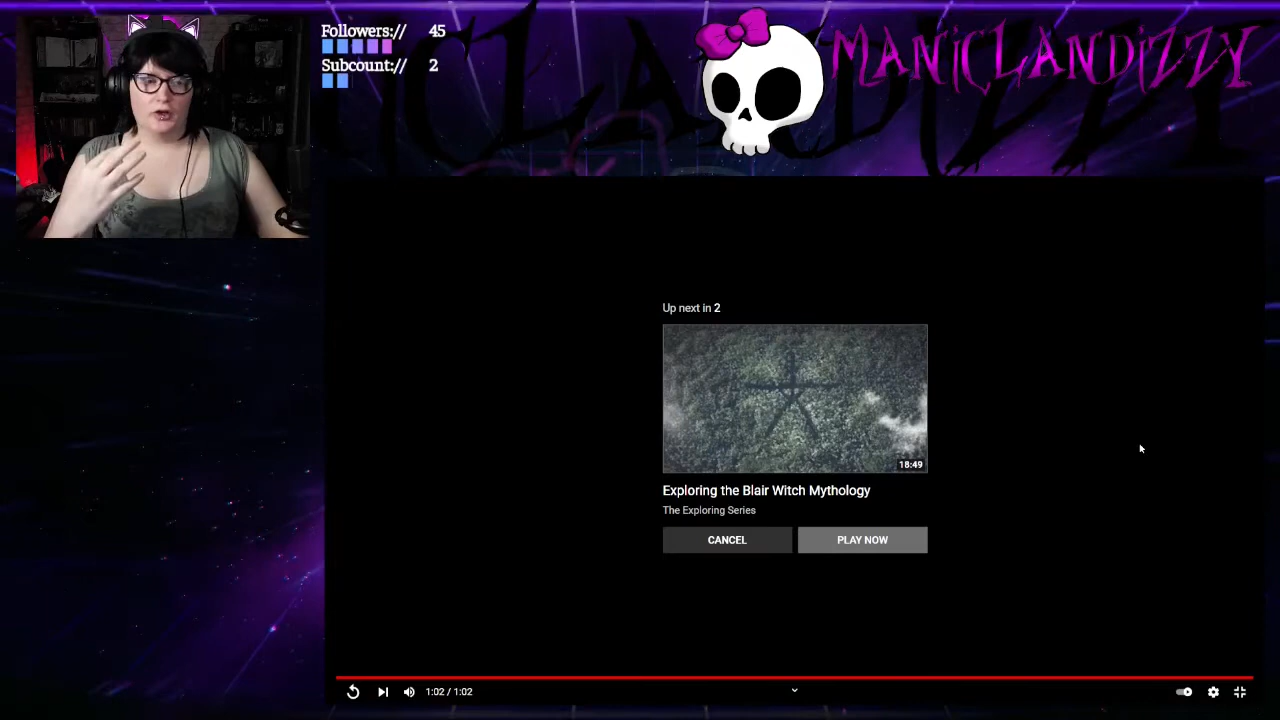 Followers:// 45
Subcount:// 2
MANiCLANDiZZY
Up next in 2
18:49
Exploring the Blair Witch Mythology
The Exploring Series
CANCEL
PLAY NOW
1:02 / 1:02